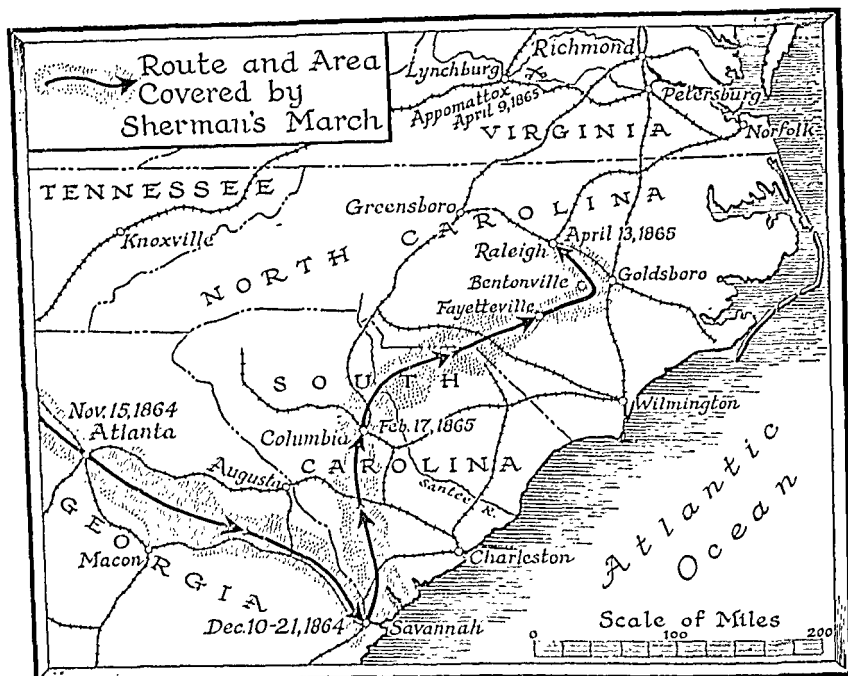 Route and Area
Covered by
Sherman's March
Richmond
Lynchburg
Appomattox
April 9, 1865
Petersburg
VIRGINIA
Norfolk
TENNESSEE
Knoxville
Greensboro
NORTH CAROLINA
April 13, 1865
Raleigh
Bentonville
Goldsboro
Fayetteville
SOUTH
CAROLINA
Nov. 15, 1864
Atlanta
Columbia
Feb. 17, 1865
Wilmington
Augusta
Santee R.
GEORGIA
Macon
Charleston
Atlantic
Ocean
Dec. 10-21, 1864
Savannah
Scale of Miles
0 100 200